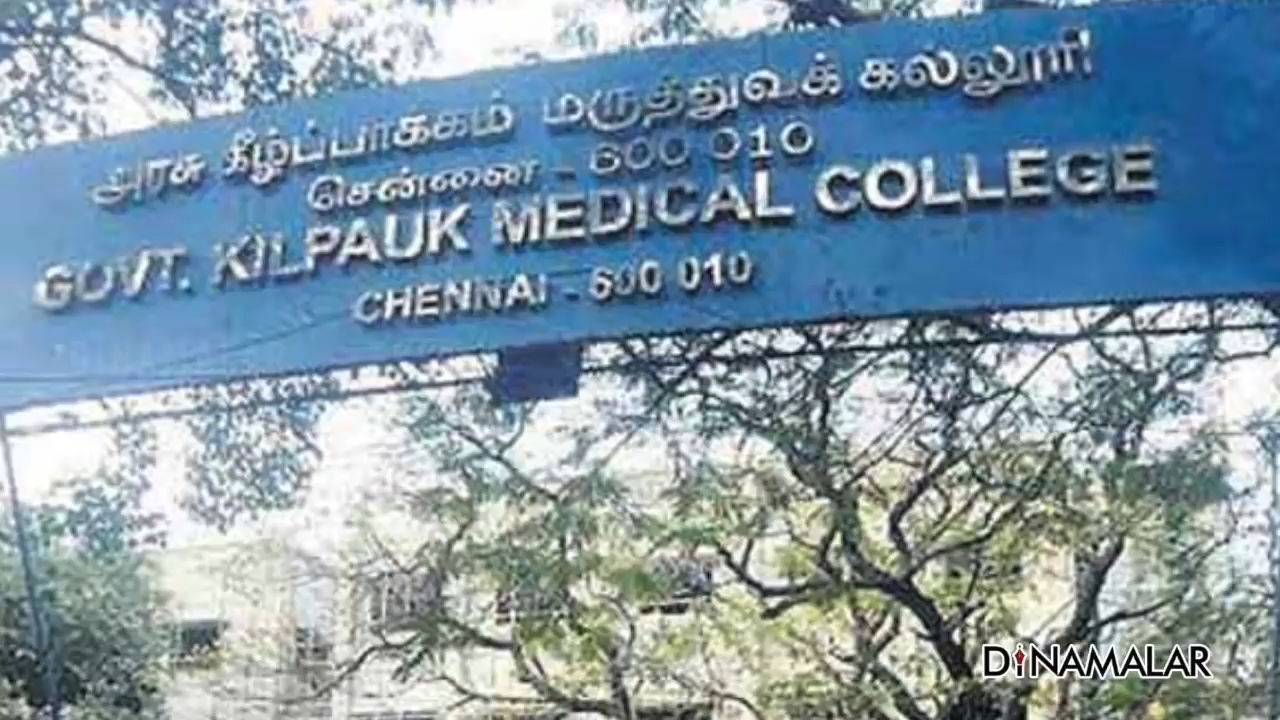 அரசு கீழ்ப்பாக்கம் மருத்துவக் கல்லூரி
சென்னை - 600 010
GOVT. KILPAUK MEDICAL COLLEGE
CHENNAI - 600 010
DINAMALAR